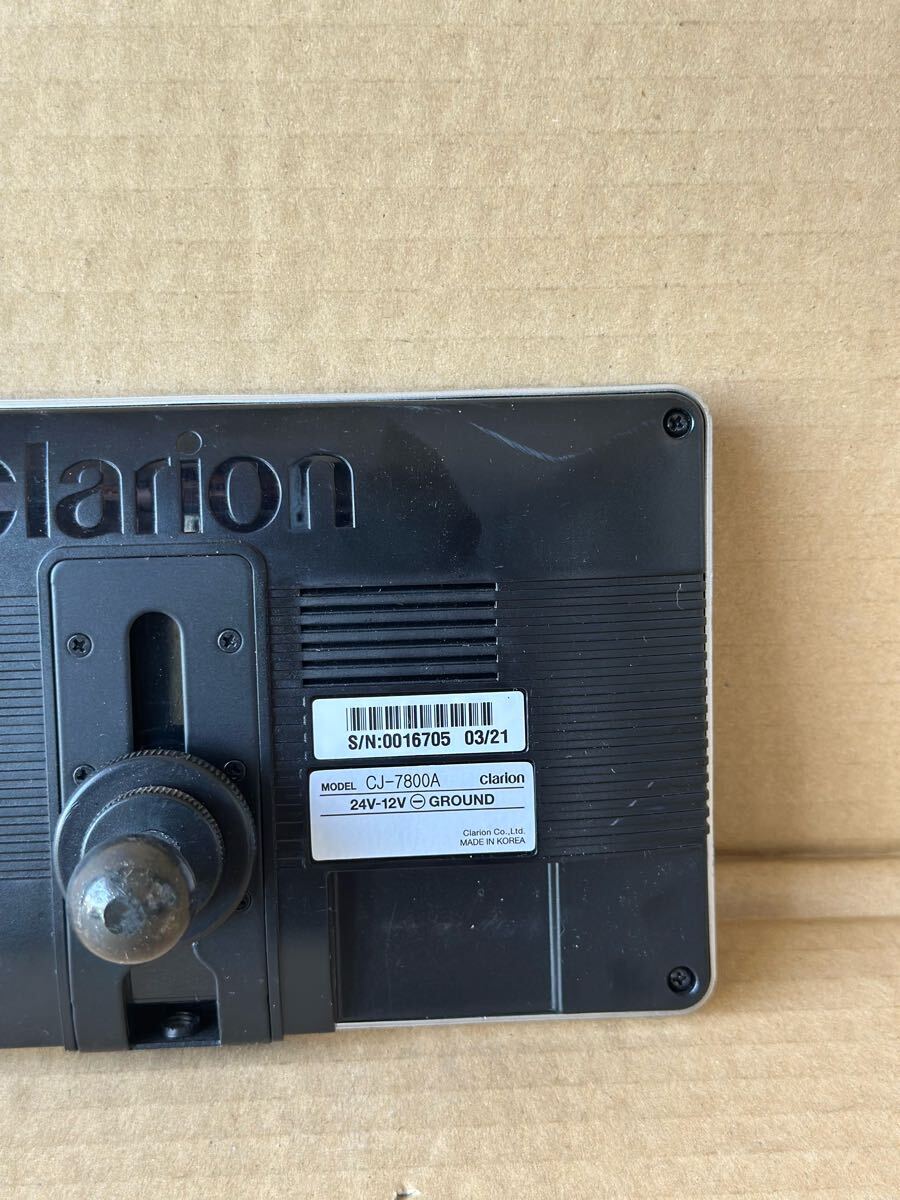 clarion
S/N:0016705 03/21
MODEL CJ-7800A clarion
24V-12V ⊖ GROUND
Clarion Co.,Ltd.
MADE IN KOREA